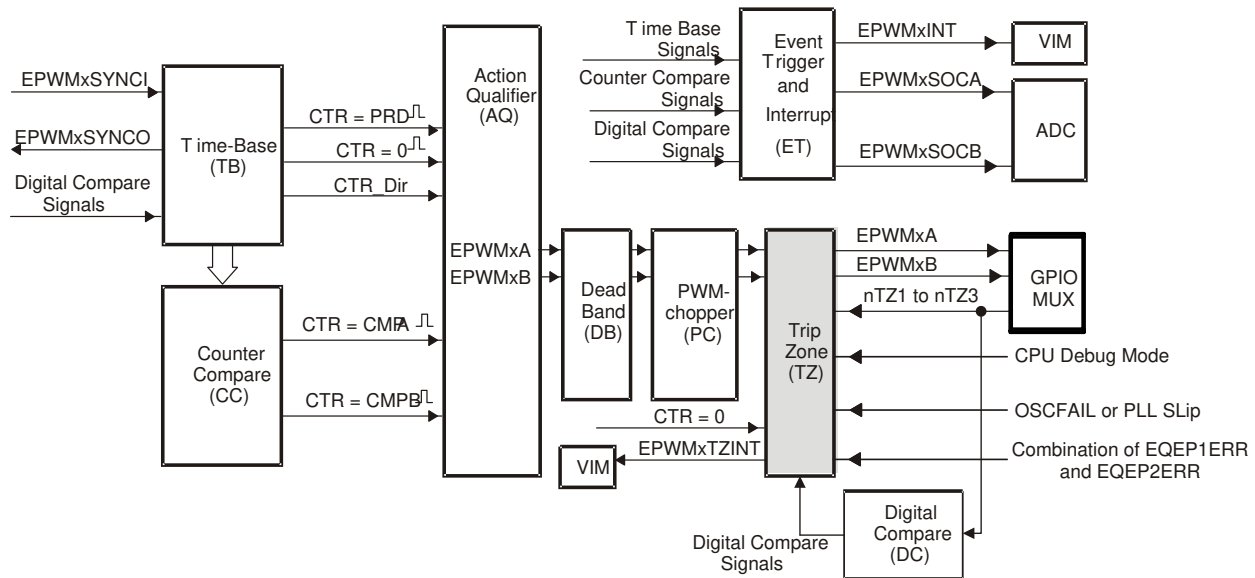 EPWMxSYNCI
EPWMxSYNCO
Digital Compare
Signals
T ime-Base
(TB)
CTR = PRD
CTR = 0
CTR_Dir
Counter
Compare
(CC)
CTR = CMPA
CTR = CMPB
Action
Qualifier
(AQ)
EPWMxA
EPWMxB
Dead
Band
(DB)
PWM-
chopper
(PC)
Trip
Zone
(TZ)
CTR = 0
EPWMxTZINT
VIM
T ime Base
Signals
Counter Compare
Signals
Digital Compare
Signals
Event
Trigger
and
Interrupt
(ET)
EPWMxINT
EPWMxSOCA
EPWMxSOCB
VIM
ADC
EPWMxA
EPWMxB
nTZ1 to nTZ3
GPIO
MUX
CPU Debug Mode
OSCFAIL or PLL SLip
Combination of EQEP1ERR
and EQEP2ERR
Digital
Compare
(DC)
Digital Compare
Signals